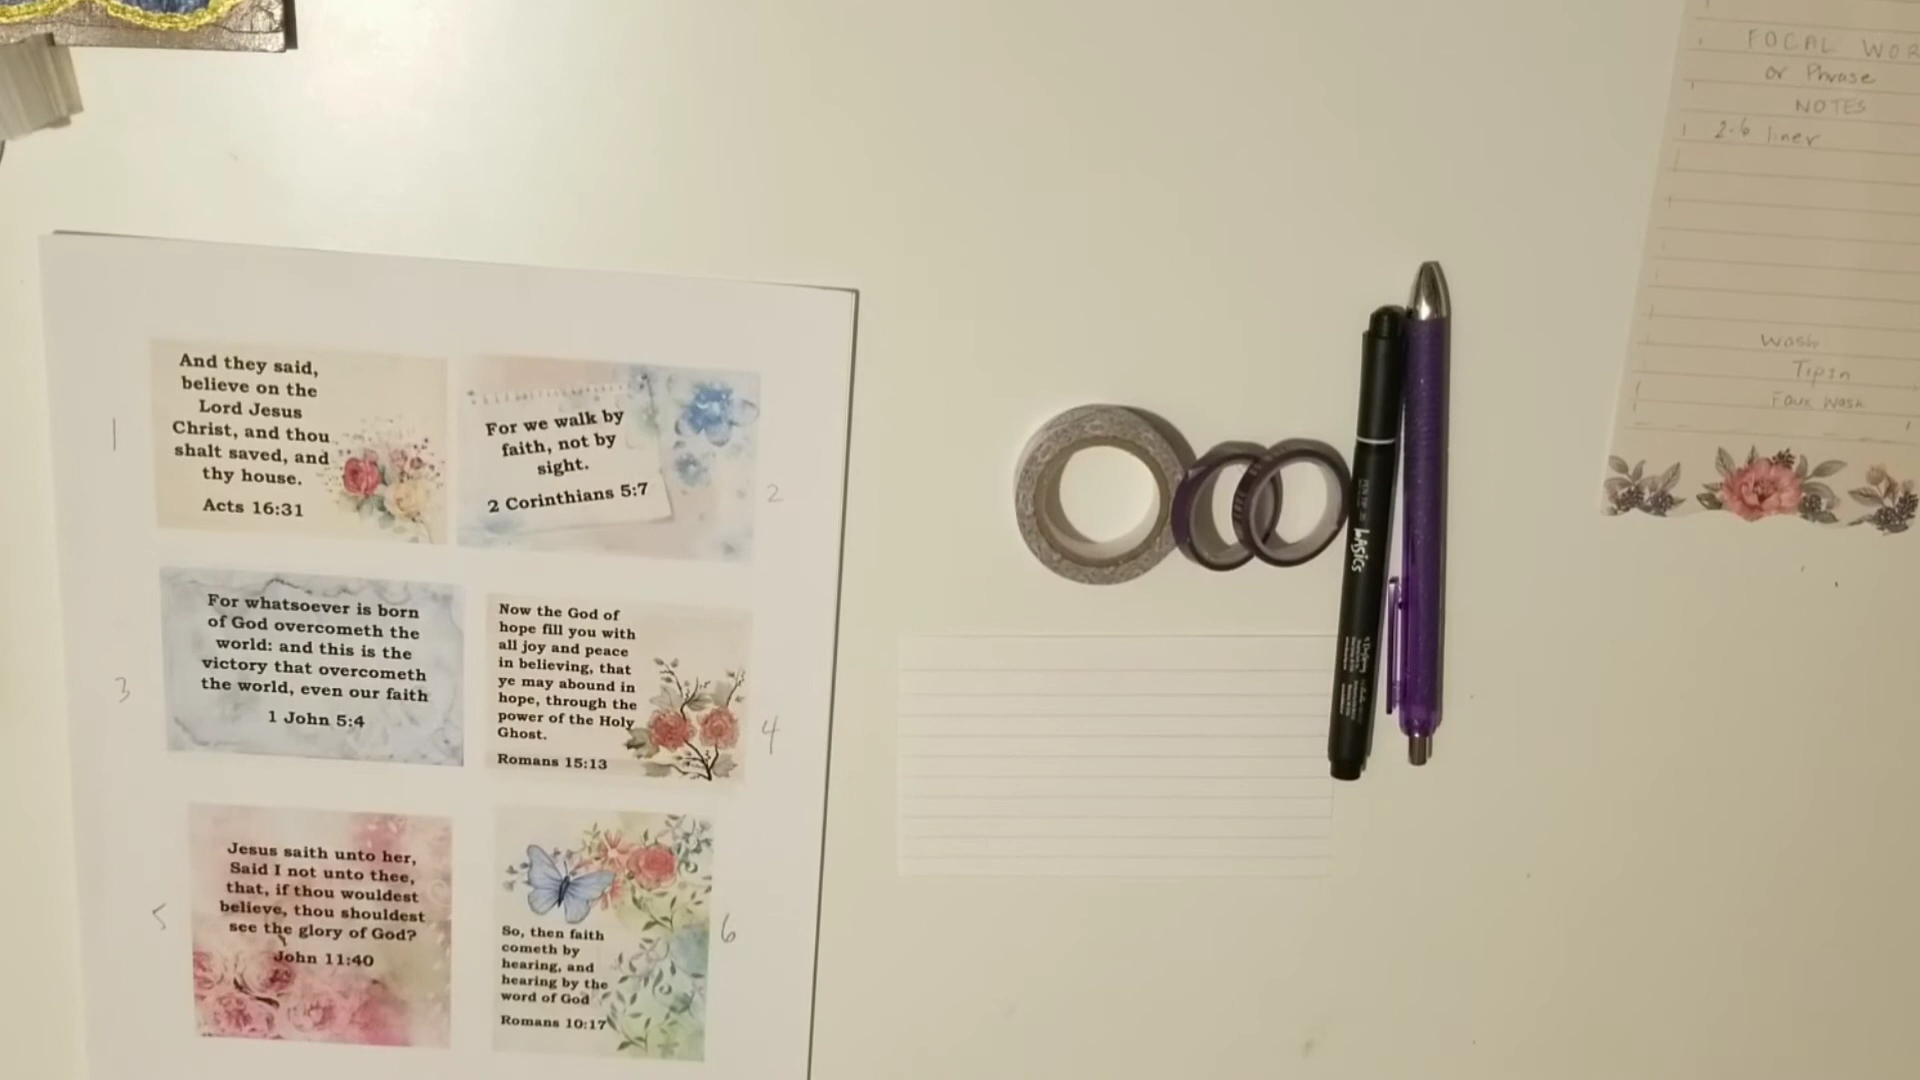 1
And they said,
believe on the
Lord Jesus
Christ, and thou
shalt saved, and
thy house.
Acts 16:31
For we walk by
faith, not by
sight.
2 Corinthians 5:7
2
3
For whatsoever is born
of God overcometh the
world: and this is the
victory that overcometh
the world, even our faith
1 John 5:4
Now the God of
hope fill you with
all joy and peace
in believing, that
ye may abound in
hope, through the
power of the Holy
Ghost.
Romans 15:13
4
5
Jesus saith unto her,
Said I not unto thee,
that, if thou wouldest
believe, thou shouldest
see the glory of God?
John 11:40
So, then faith
cometh by
hearing, and
hearing by the
word of God
Romans 10:17
6
basics
FOCAL WOR
or Phrase
NOTES
2-6 liner
Wash
Tip In
Faux Wash